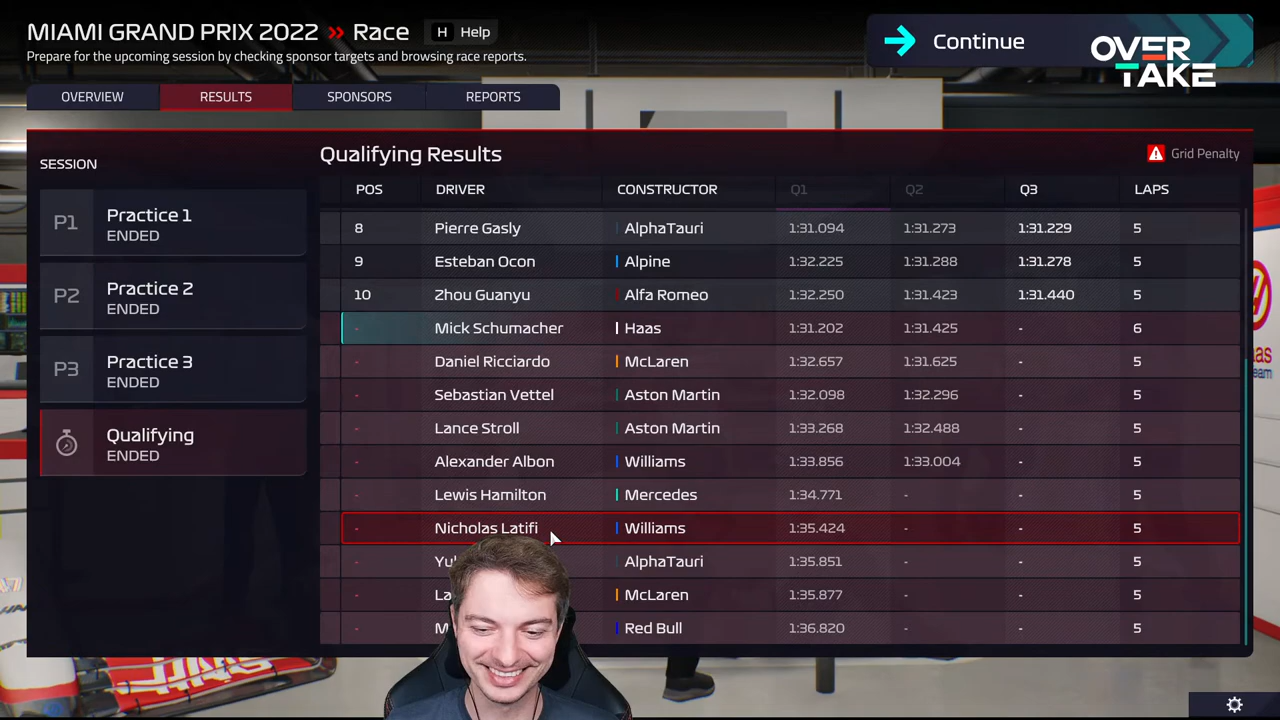 MIAMI GRAND PRIX 2022 » Race H Help
Prepare for the upcoming session by checking sponsor targets and browsing race reports.
Continue
OVER
TAKE
OVERVIEW RESULTS SPONSORS REPORTS
SESSION
P1 Practice 1
ENDED
P2 Practice 2
ENDED
P3 Practice 3
ENDED
Qualifying
ENDED
Qualifying Results
Grid Penalty
POS DRIVER CONSTRUCTOR Q1 Q2 Q3 LAPS
8 Pierre Gasly AlphaTauri 1:31.094 1:31.273 1:31.229 5
9 Esteban Ocon Alpine 1:32.225 1:31.288 1:31.278 5
10 Zhou Guanyu Alfa Romeo 1:32.250 1:31.423 1:31.440 5
- Mick Schumacher Haas 1:31.202 1:31.425 - 6
- Daniel Ricciardo McLaren 1:32.657 1:31.625 - 5
- Sebastian Vettel Aston Martin 1:32.098 1:32.296 - 5
- Lance Stroll Aston Martin 1:33.268 1:32.488 - 5
- Alexander Albon Williams 1:33.856 1:33.004 - 5
- Lewis Hamilton Mercedes 1:34.771 - - 5
- Nicholas Latifi Williams 1:35.424 - - 5
- Yu AlphaTauri 1:35.851 - - 5
- La McLaren 1:35.877 - - 5
- M Red Bull 1:36.820 - - 5